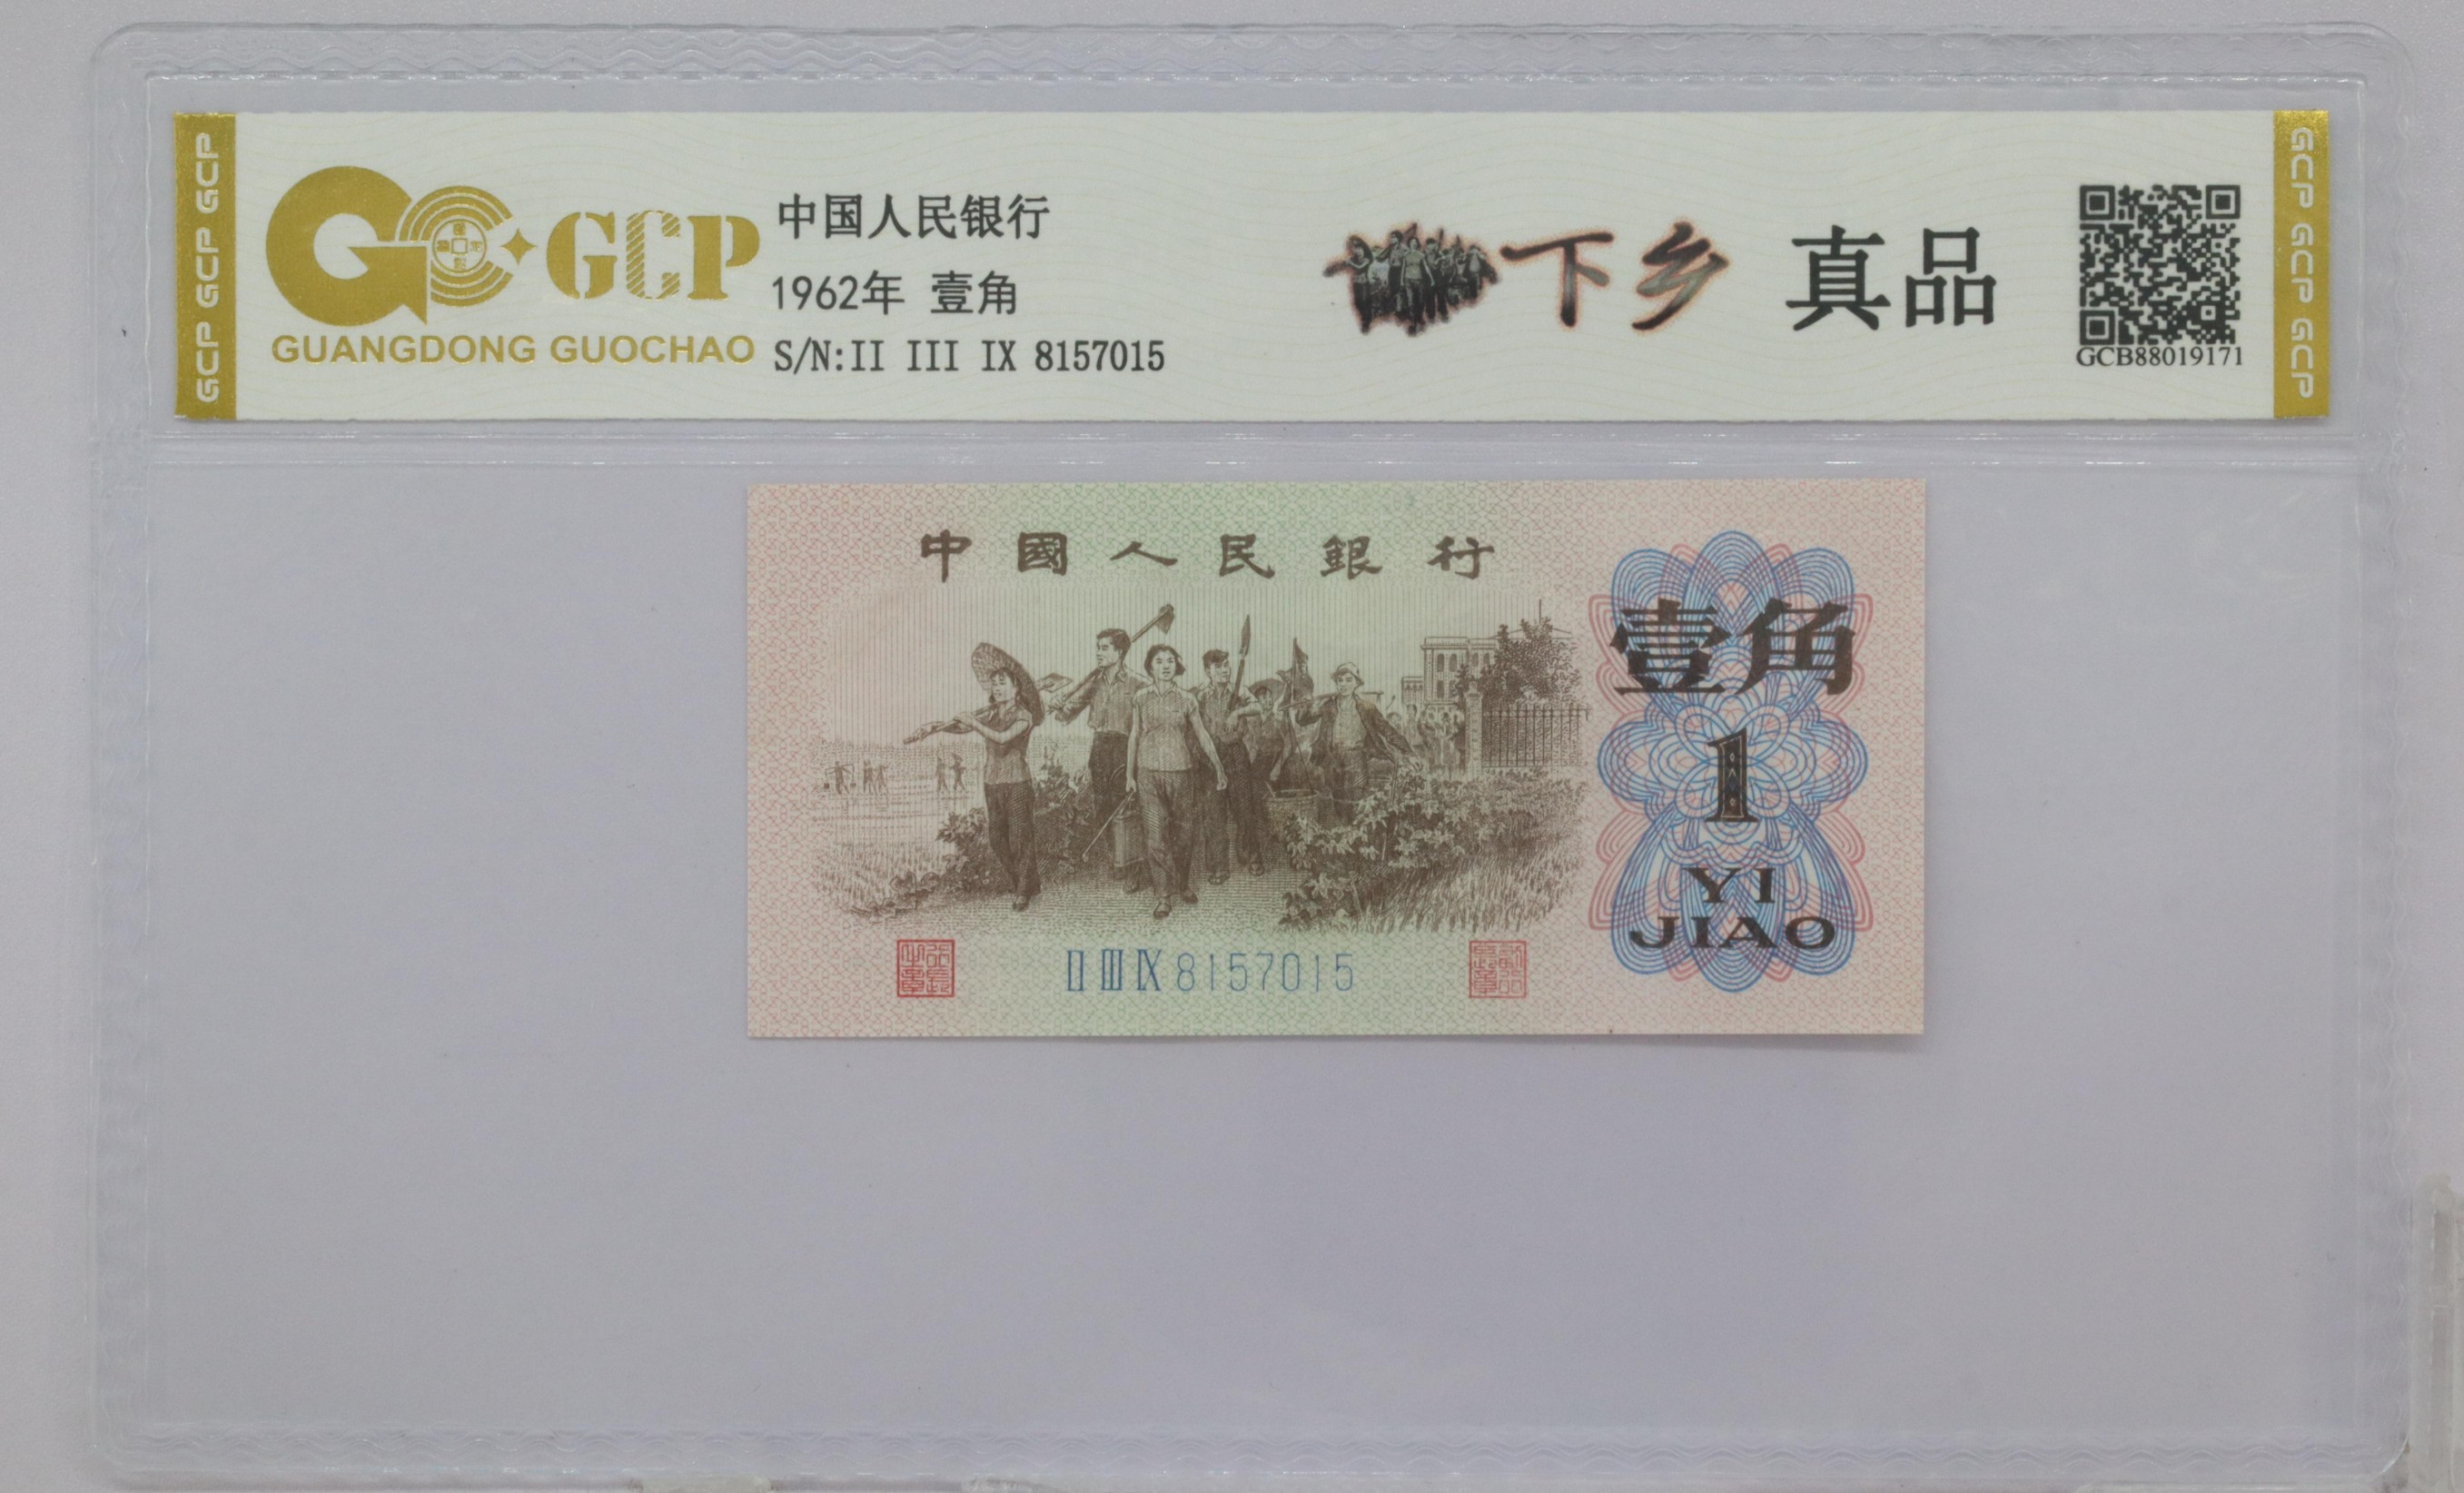 GCP GCP GCP
GCP
GUANGDONG GUOCHAO
中国人民银行
1962年 壹角
S/N:II III IX 8157015
下乡 真品
GCB88019171
GCP GCP GCP
中國人民銀行
壹角
1
YI
JIAO
II III IX 8157015